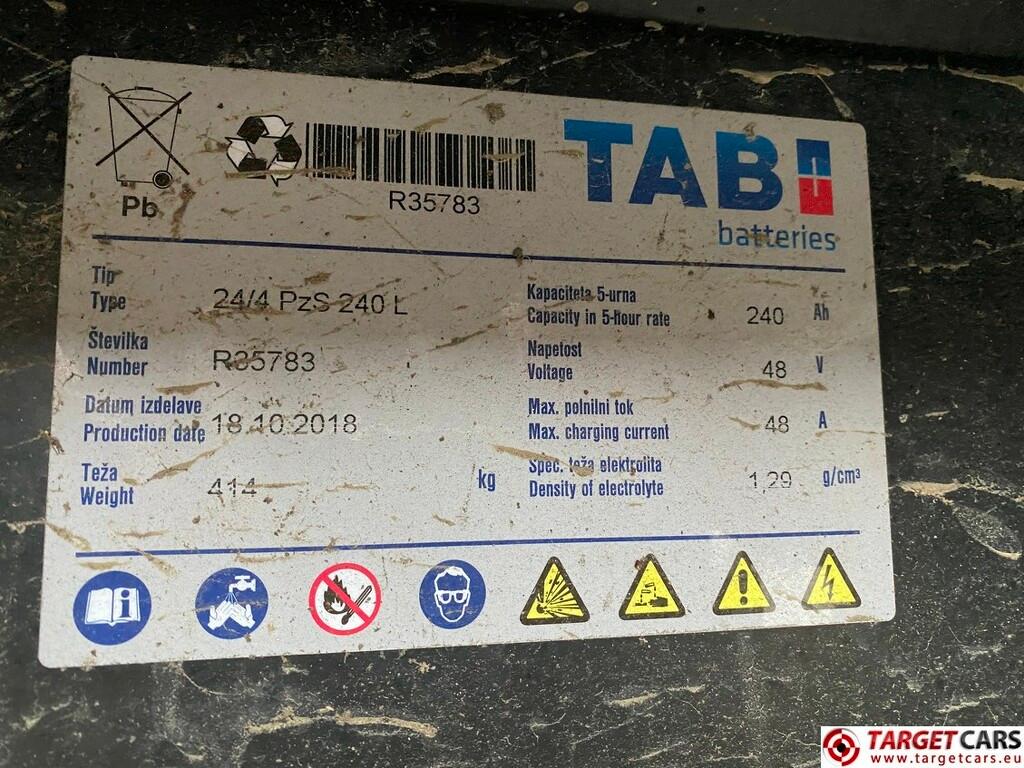 Pb
R35783
TAB
batteries
Tip
Type 24/4 PzS 240 L
Številka
Number R35783
Datum izdelave
Production date 18.10.2018
Teža
Weight 414 kg
Kapaciteta 5-urna
Capacity in 5-hour rate 240 Ah
Napetost
Voltage 48 V
Max. polnilni tok
Max. charging current 48 A
Spec. teža elektrolita
Density of electrolyte 1,29 g/cm³
TARGETCARS
www.targetcars.eu